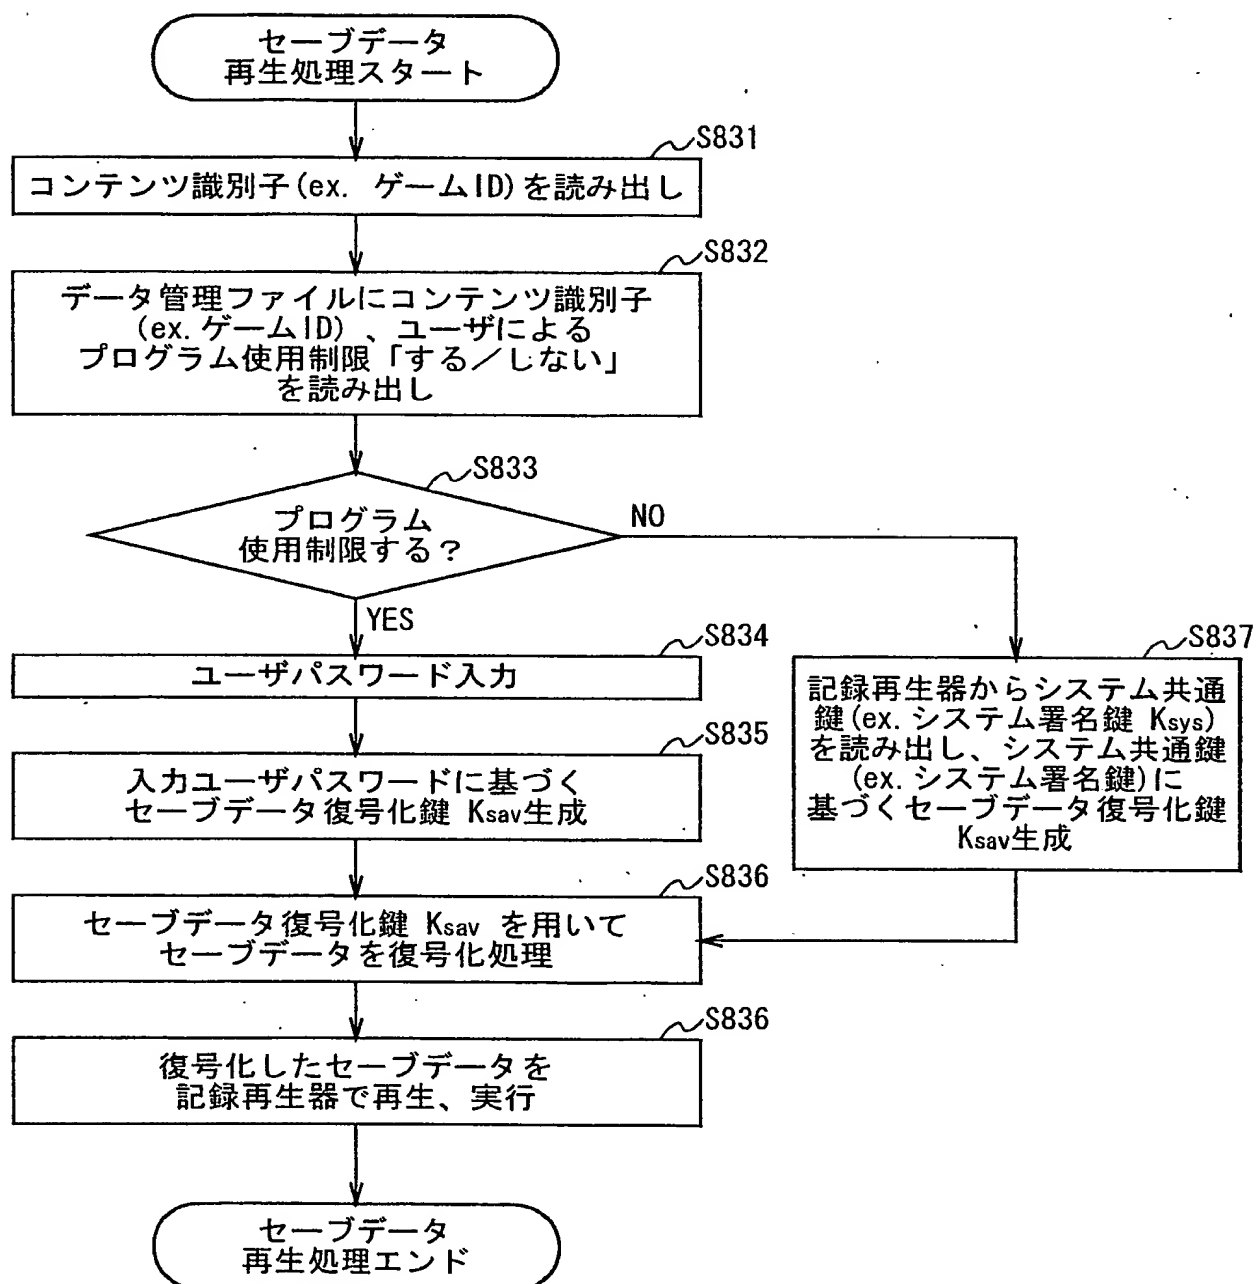 セーブデータ
再生処理スタート
S831
コンテンツ識別子(ex. ゲームID)を読み出し
S832
データ管理ファイルにコンテンツ識別子
(ex.ゲームID) 、ユーザによる
プログラム使用制限「する／しない」
を読み出し
S833
プログラム
使用制限する？
NO
YES
S834
ユーザパスワード入力
S835
入力ユーザパスワードに基づく
セーブデータ復号化鍵 Ksav生成
S837
記録再生器からシステム共通
鍵(ex.システム署名鍵 Ksys)
を読み出し、システム共通鍵
(ex.システム署名鍵)に
基づくセーブデータ復号化鍵
Ksav生成
S836
セーブデータ復号化鍵 Ksav を用いて
セーブデータを復号化処理
S836
復号化したセーブデータを
記録再生器で再生、実行
セーブデータ
再生処理エンド